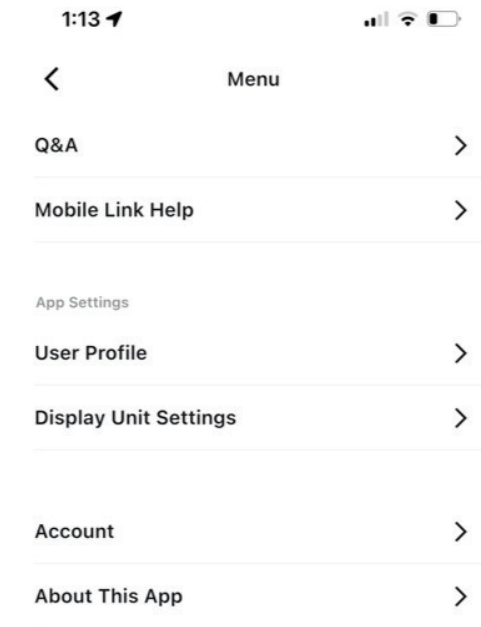 1:13
Menu
Q&A
Mobile Link Help
App Settings
User Profile
Display Unit Settings
Account
About This App